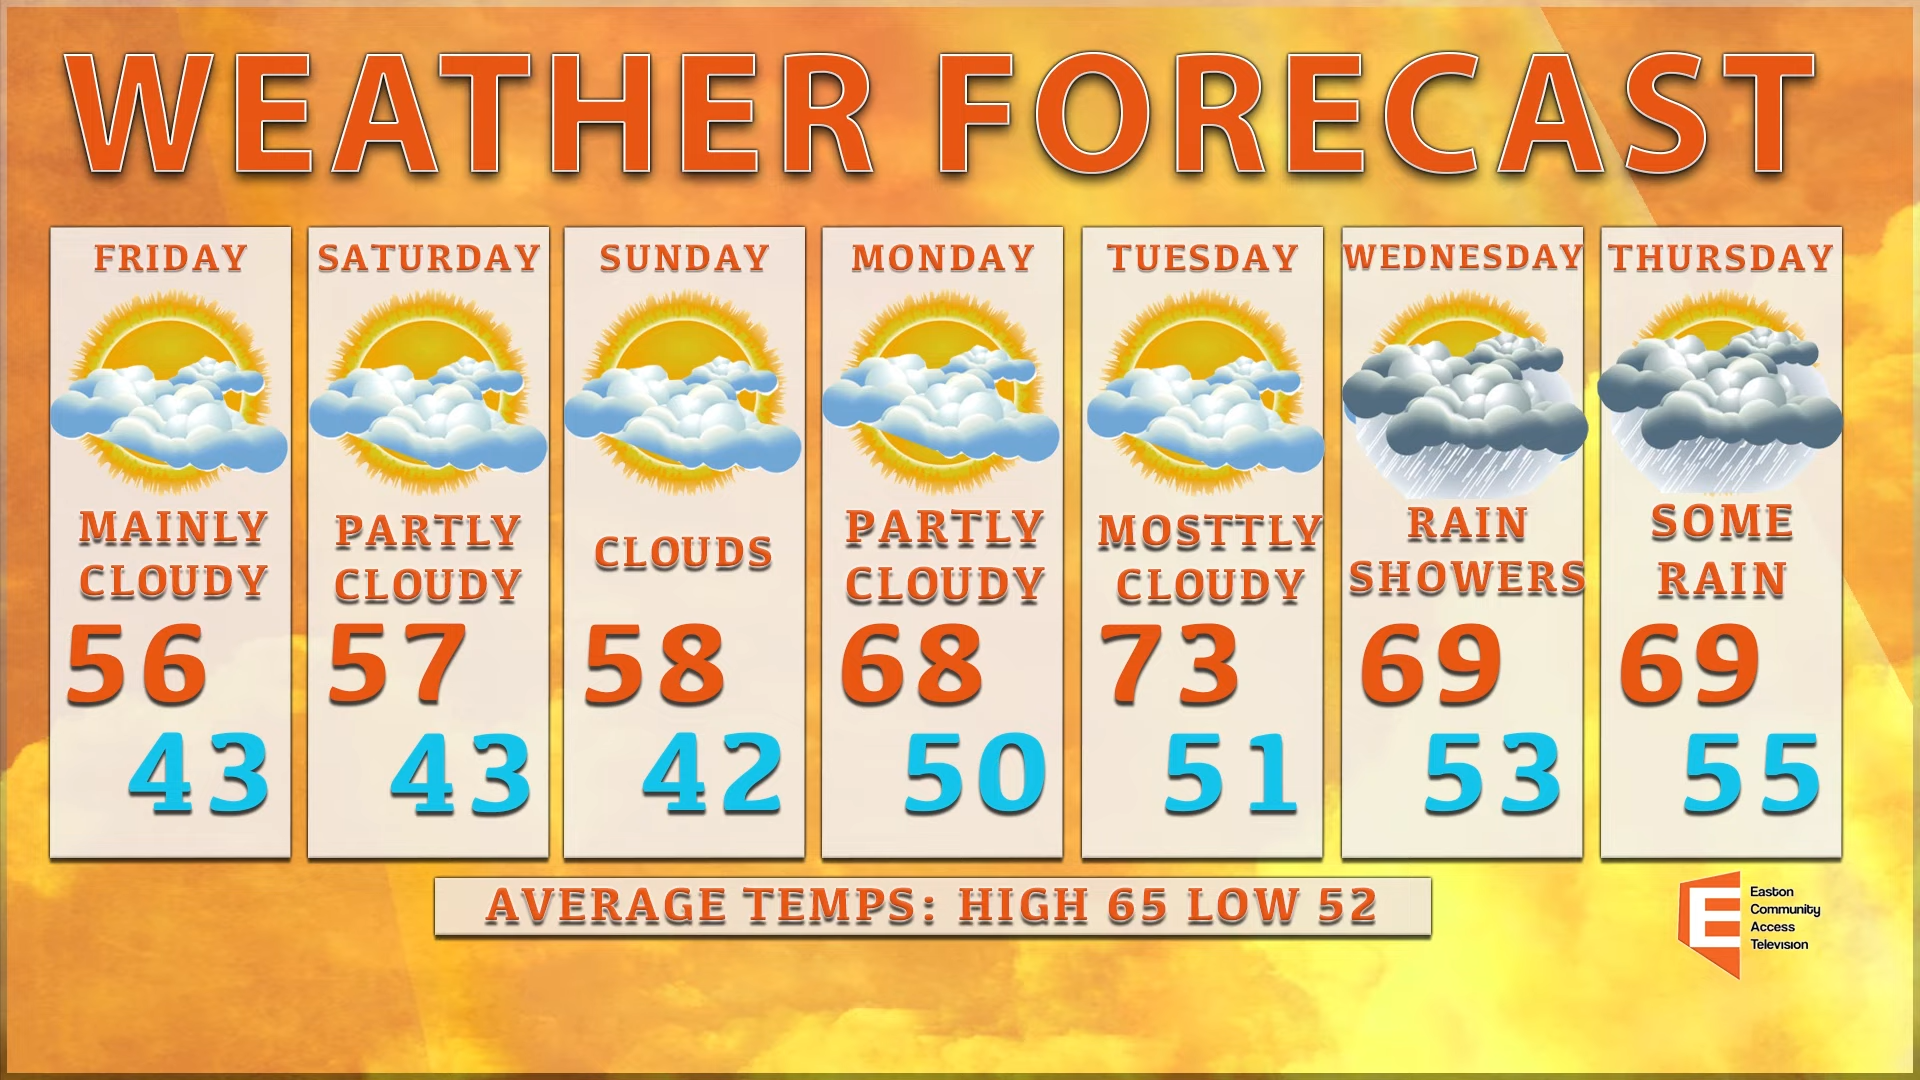 WEATHER FORECAST
FRIDAY
MAINLY
CLOUDY
56
43
SATURDAY
PARTLY
CLOUDY
57
43
SUNDAY
CLOUDS
58
42
MONDAY
PARTLY
CLOUDY
68
50
TUESDAY
MOSTTLY
CLOUDY
73
51
WEDNESDAY
RAIN
SHOWERS
69
53
THURSDAY
SOME
RAIN
69
55
AVERAGE TEMPS: HIGH 65 LOW 52
E
Easton
Community
Access
Television